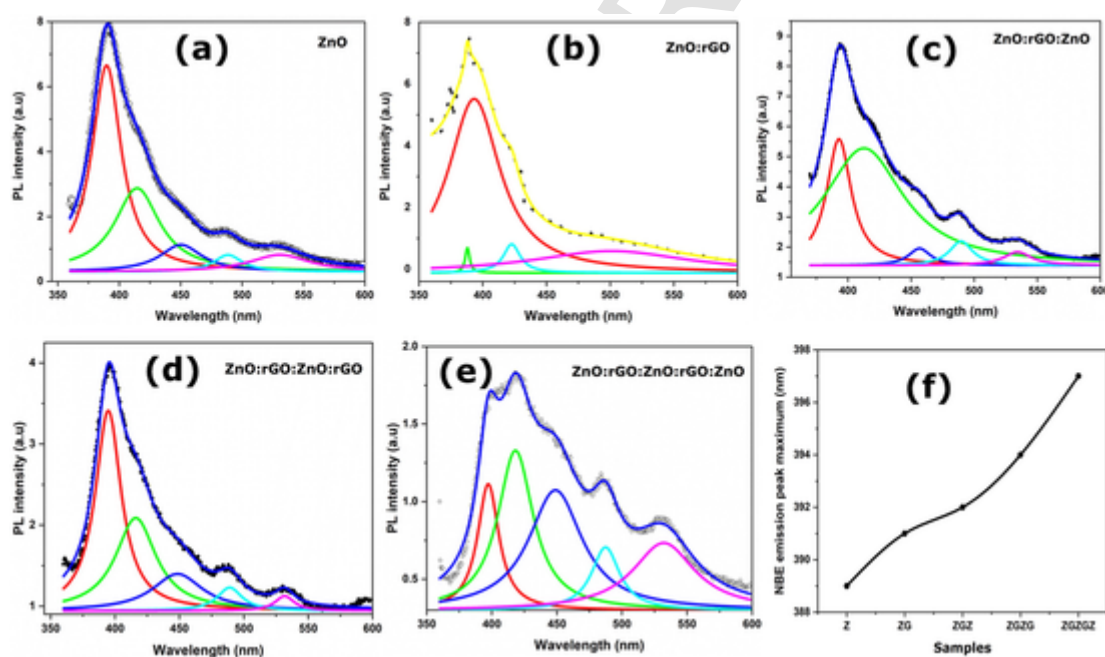 (a)
ZnO
8
6
4
2
0
PL intensity (a.u)
350 400 450 500 550 600
Wavelength (nm)
(b)
ZnO:rGO
8
6
4
2
0
PL intensity (a.u)
350 400 450 500 550 600
Wavelength (nm)
(c)
ZnO:rGO:ZnO
9
8
7
6
5
4
3
2
1
PL intensity (a.u)
400 450 500 550 600
Wavelength (nm)
(d)
ZnO:rGO:ZnO:rGO
4
3
2
1
PL intensity (a.u)
350 400 450 500 550 600
Wavelength (nm)
(e)
ZnO:rGO:ZnO:rGO:ZnO
2.0
1.5
1.0
0.5
PL intensity (a.u)
350 400 450 500 550 600
Wavelength (nm)
(f)
398
396
394
392
390
388
NBE emission peak maximum (nm)
Z ZG ZGZ ZGZG ZGZGZ
Samples